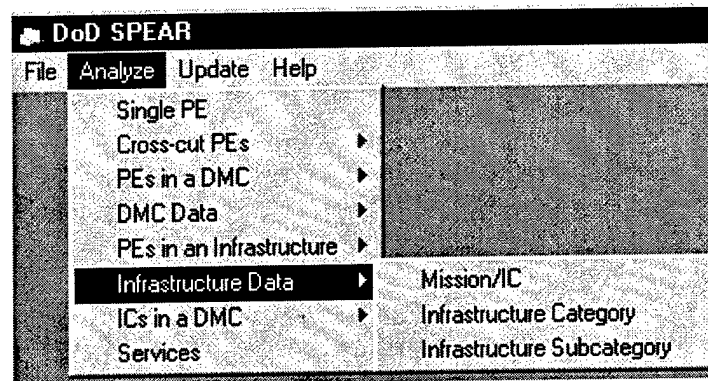 DoD SPEAR
File Analyze Update Help
Single PE
Cross-cut PEs
PEs in a DMC
DMC Data
PEs in an Infrastructure
Infrastructure Data
ICs in a DMC
Services
Mission/IC
Infrastructure Category
Infrastructure Subcategory